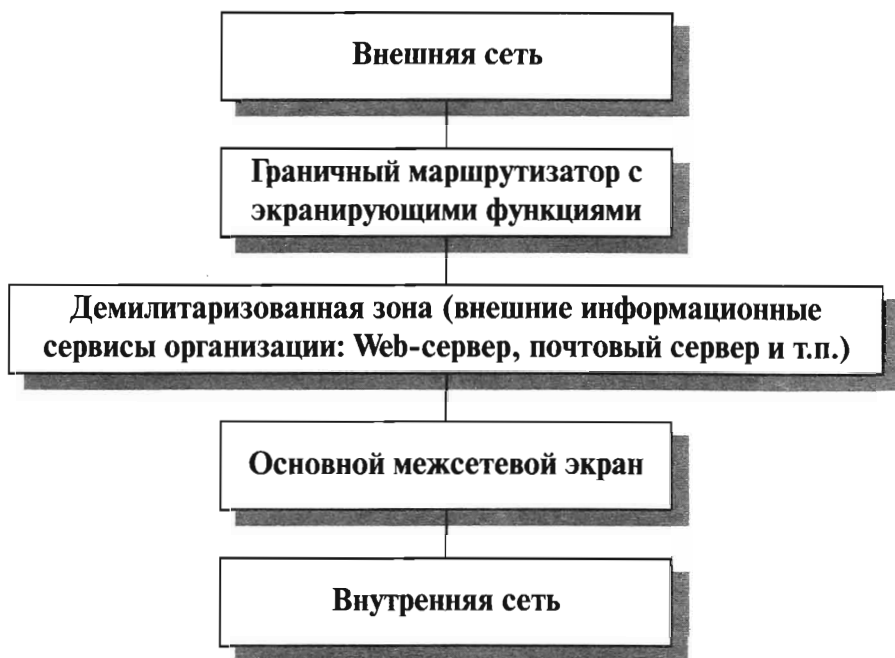 Внешняя сеть
Граничный маршрутизатор с
экранирующими функциями
Демилитаризованная зона (внешние информационные
сервисы организации: Web-сервер, почтовый сервер и т.п.)
Основной межсетевой экран
Внутренняя сеть